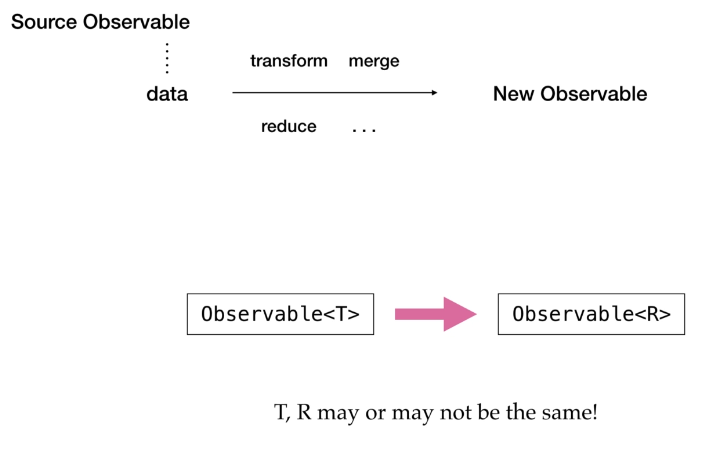 Source Observable
transform merge
data New Observable
reduce ...
Observable<T> Observable<R>
T, R may or may not be the same!